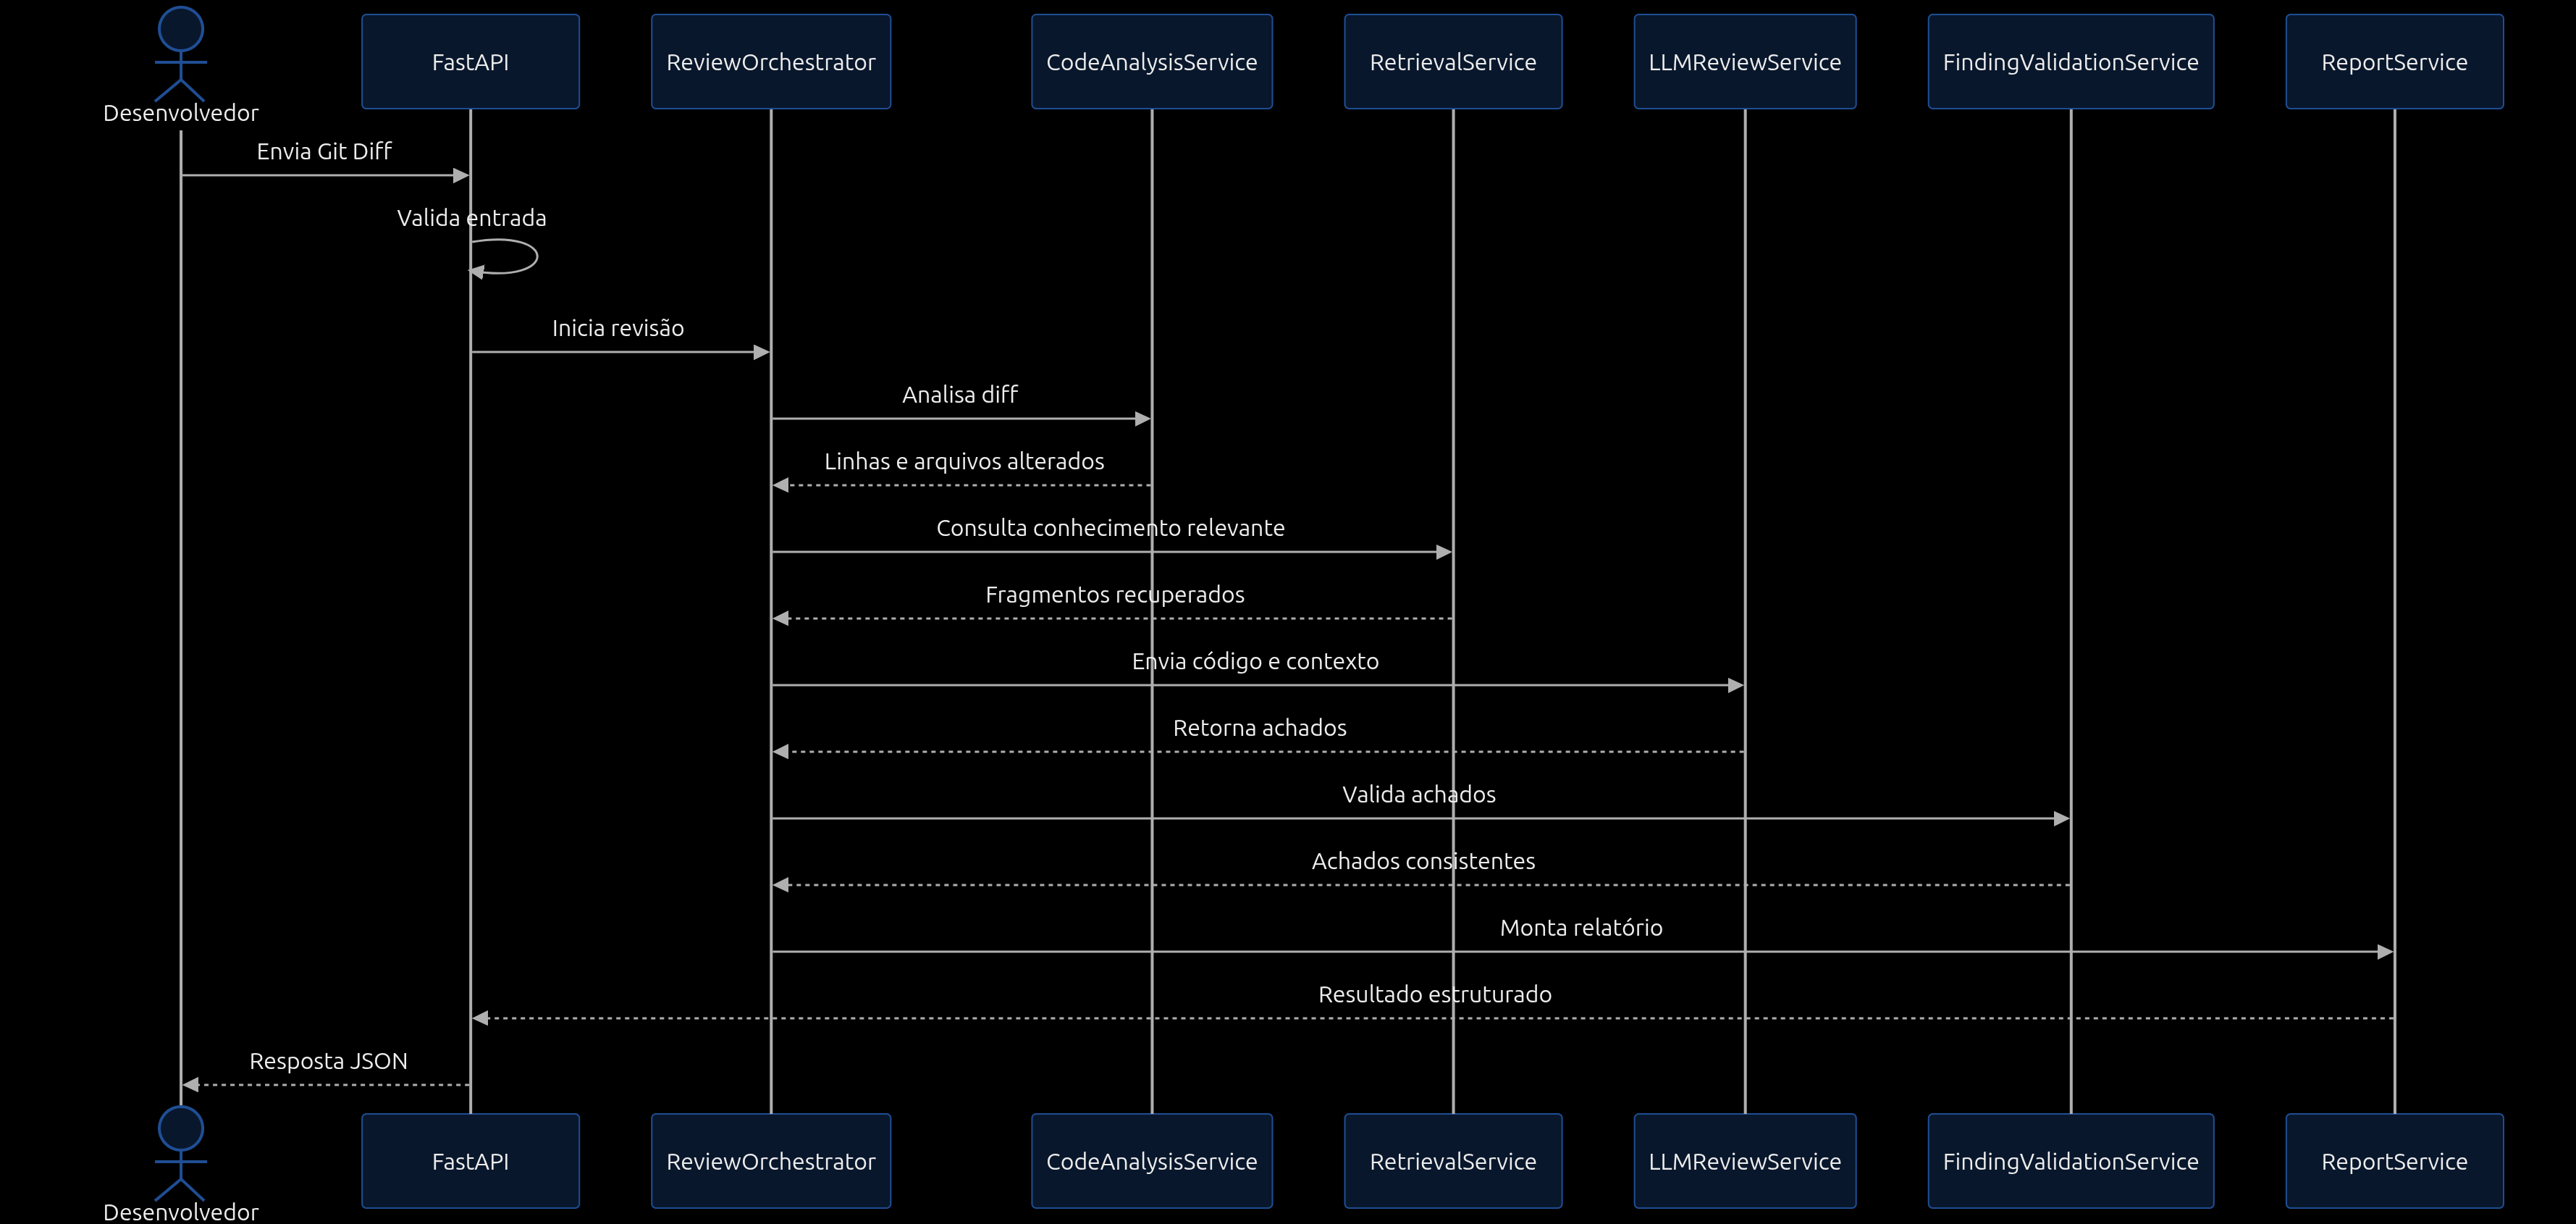 Desenvolvedor
FastAPI
ReviewOrchestrator
CodeAnalysisService
RetrievalService
LLMReviewService
FindingValidationService
ReportService
Envia Git Diff
Valida entrada
Inicia revisão
Analisa diff
Linhas e arquivos alterados
Consulta conhecimento relevante
Fragmentos recuperados
Envia código e contexto
Retorna achados
Valida achados
Achados consistentes
Monta relatório
Resultado estruturado
Resposta JSON
Desenvolvedor
FastAPI
ReviewOrchestrator
CodeAnalysisService
RetrievalService
LLMReviewService
FindingValidationService
ReportService